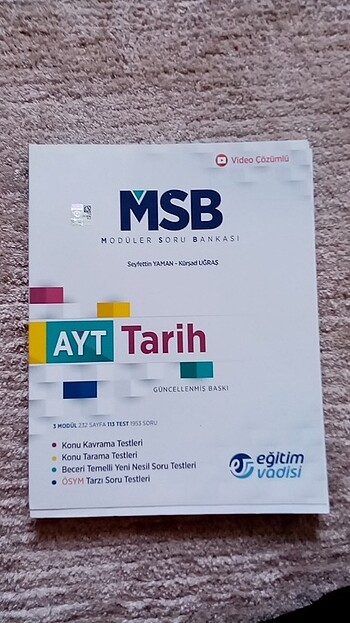 Video Çözümlü
MSB
MODÜLER SORU BANKASI
Seyfettin YAMAN - Kürşad UĞRAŞ
AYT Tarih
GÜNCELLENMİŞ BASKI
3 MODÜL 232 SAYFA 113 TEST 1953 SORU
Konu Kavrama Testleri
Konu Tarama Testleri
Beceri Temelli Yeni Nesil Soru Testleri
ÖSYM Tarzı Soru Testleri
eğitim
vadisi